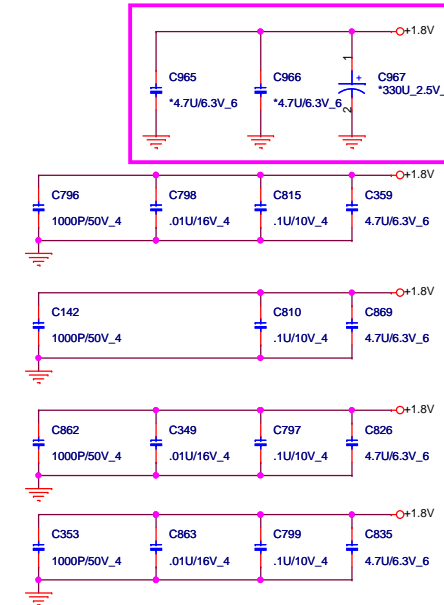 +1.8V
C965
*4.7U/6.3V_6
C966
*4.7U/6.3V_6
1
+
2
C967
*330U_2.5V_
+1.8V
C796
1000P/50V_4
C798
.01U/16V_4
C815
.1U/10V_4
C359
4.7U/6.3V_6
+1.8V
C142
1000P/50V_4
C810
.1U/10V_4
C869
4.7U/6.3V_6
+1.8V
C862
1000P/50V_4
C349
.01U/16V_4
C797
.1U/10V_4
C826
4.7U/6.3V_6
+1.8V
C353
1000P/50V_4
C863
.01U/16V_4
C799
.1U/10V_4
C835
4.7U/6.3V_6